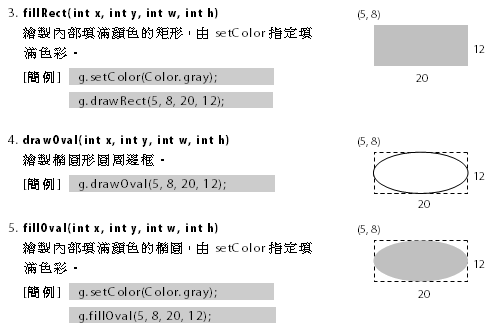 3. fillRect(int x, int y, int w, int h)
繪製內部填滿顏色的矩形,由 setColor 指定填
滿色彩。
[簡例] g.setColor(Color.gray);
g.drawRect(5, 8, 20, 12);
(5, 8)
12
20
4. drawOval(int x, int y, int w, int h)
繪製橢圓形圓周邊框。
[簡例] g.drawOval(5, 8, 20, 12);
(5, 8)
12
20
5. fillOval(int x, int y, int w, int h)
繪製內部填滿顏色的橢圓,由 setColor 指定填
滿色彩。
[簡例] g.setColor(Color.gray);
g.fillOval(5, 8, 20, 12);
(5, 8)
12
20